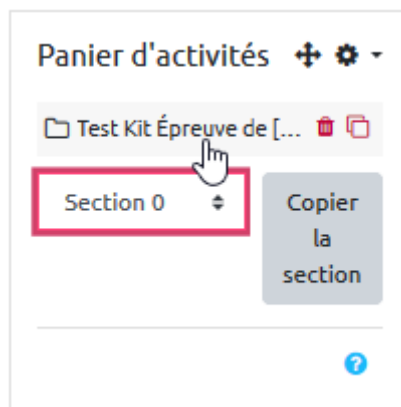 Panier d'activités
Test Kit Épreuve de [...
Section 0
Copier
la
section
?